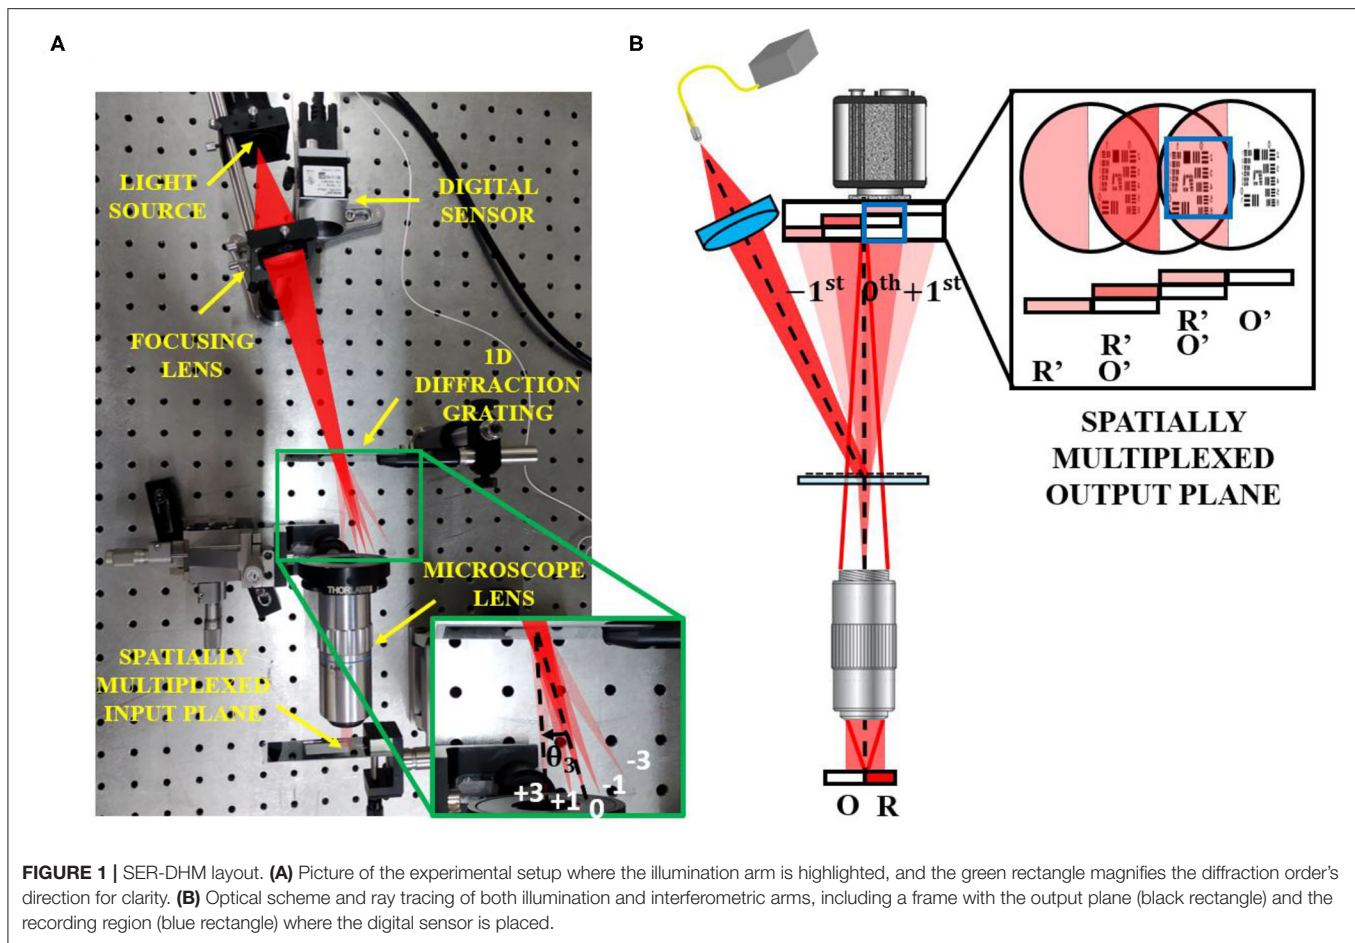 A
B
LIGHT
SOURCE
DIGITAL
SENSOR
FOCUSING
LENS
1D
DIFFRACTION
GRATING
MICROSCOPE
LENS
THORLABS
SPATIALLY
MULTIPLEXED
INPUT PLANE
θ3
+3
+1
0
-1
-3
−1st
0th
+1st
R’
R’
O’
R’
O’
O’
SPATIALLY
MULTIPLEXED
OUTPUT PLANE
O
R
FIGURE 1 | SER-DHM layout. (A) Picture of the experimental setup where the illumination arm is highlighted, and the green rectangle magnifies the diffraction order’s
direction for clarity. (B) Optical scheme and ray tracing of both illumination and interferometric arms, including a frame with the output plane (black rectangle) and the
recording region (blue rectangle) where the digital sensor is placed.